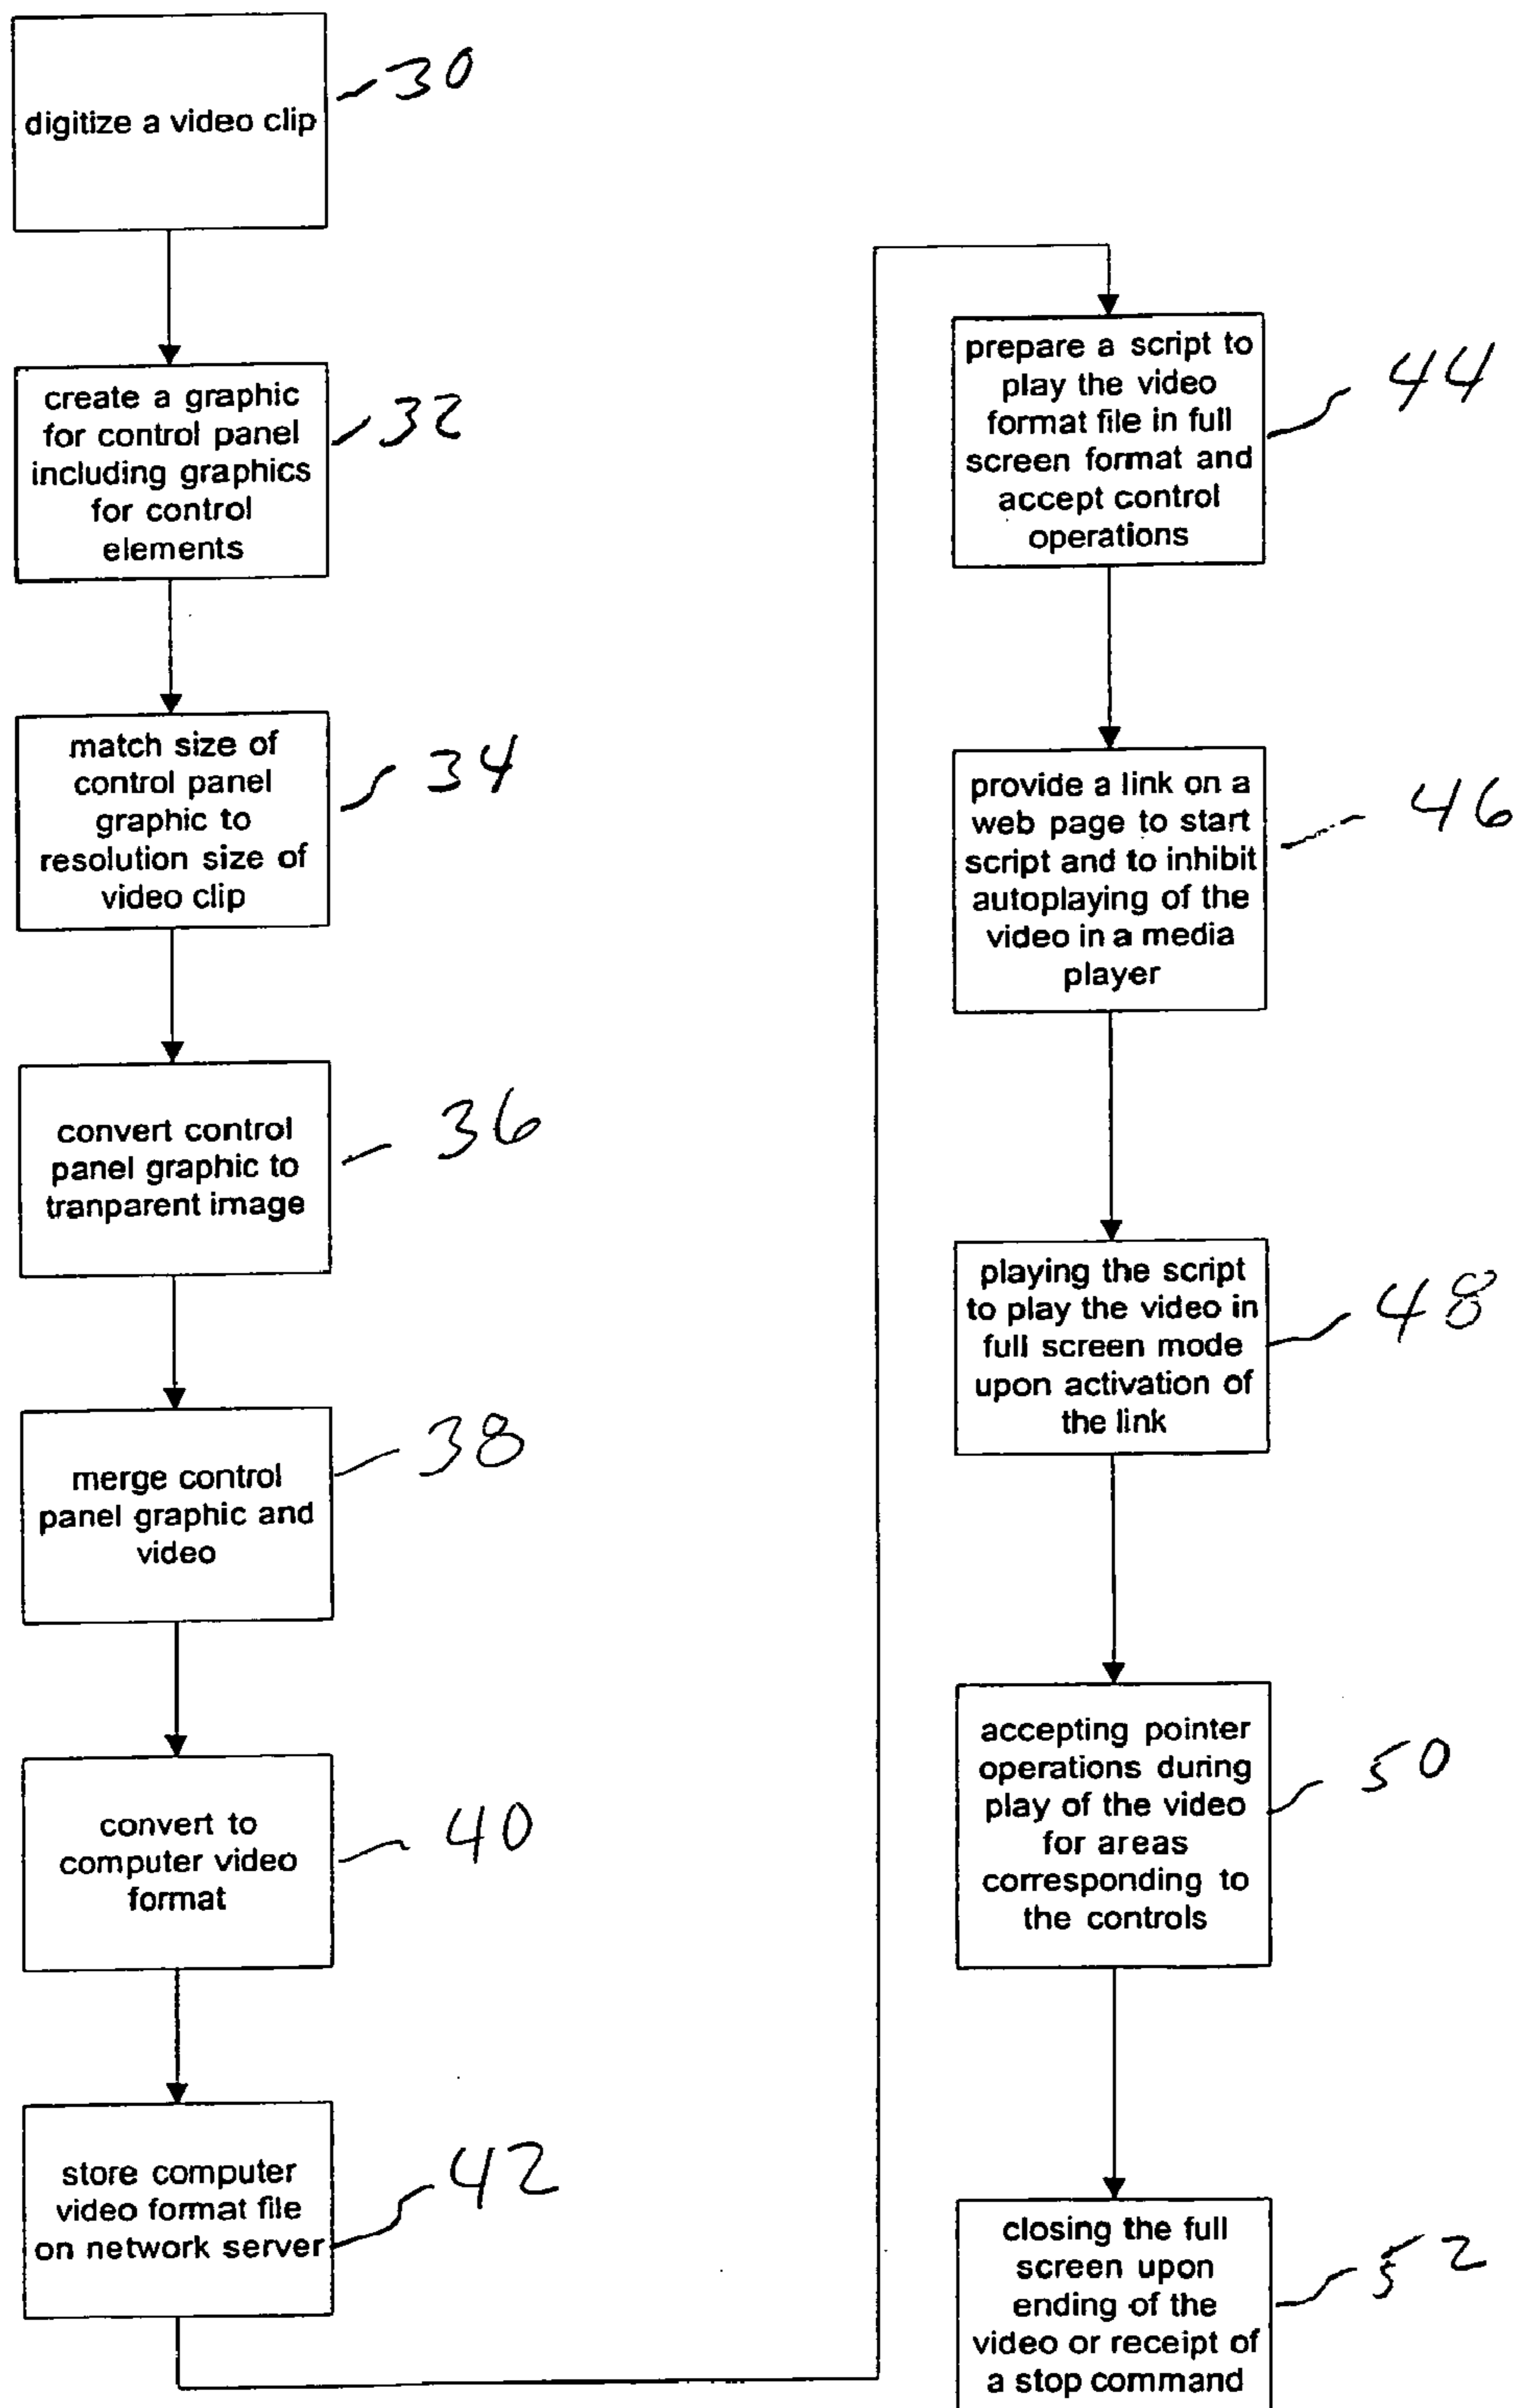 digitize a video clip
30
create a graphic
for control panel
including graphics
for control
elements
32
match size of
control panel
graphic to
resolution size of
video clip
34
convert control
panel graphic to
tranparent image
36
merge control
panel graphic and
video
38
convert to
computer video
format
40
store computer
video format file
on network server
42
prepare a script to
play the video
format file in full
screen format and
accept control
operations
44
provide a link on a
web page to start
script and to inhibit
autoplaying of the
video in a media
player
46
playing the script
to play the video in
full screen mode
upon activation of
the link
48
accepting pointer
operations during
play of the video
for areas
corresponding to
the controls
50
closing the full
screen upon
ending of the
video or receipt of
a stop command
52